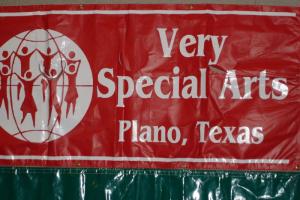 Very
Special Arts
Plano, Texas